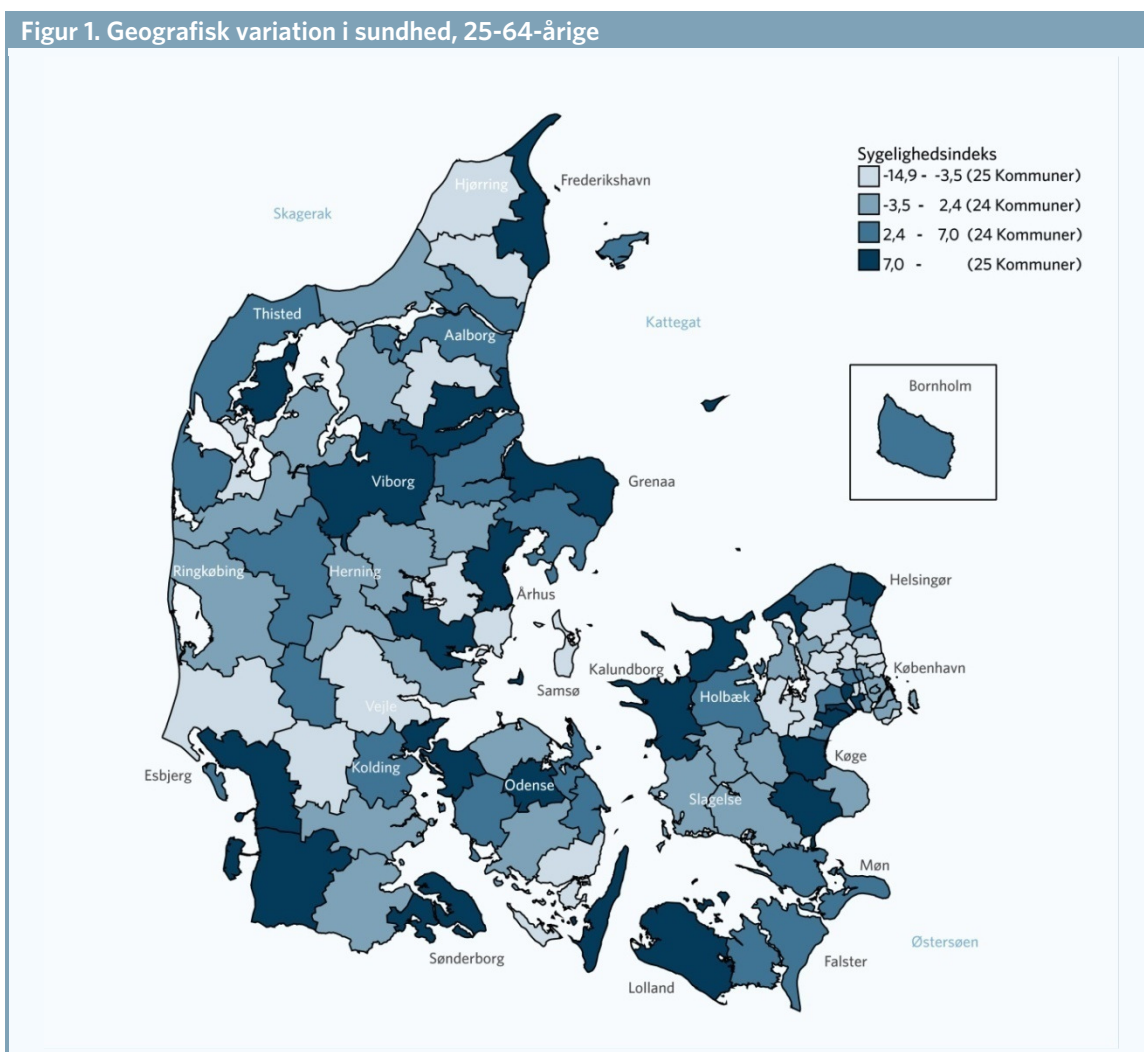 Figur 1. Geografisk variation i sundhed, 25-64-årige
Sygelighedsindeks
-14,9 - -3,5 (25 Kommuner)
-3,5 - 2,4 (24 Kommuner)
2,4 - 7,0 (24 Kommuner)
7,0 - (25 Kommuner)
Hjørring
Frederikshavn
Skagerak
Thisted
Aalborg
Kattegat
Bornholm
Viborg
Grenaa
Ringkøbing
Herning
Århus
Helsingør
Samsø
Kalundborg
København
Holbæk
Vejle
Esbjerg
Kolding
Odense
Køge
Slagelse
Møn
Østersøen
Sønderborg
Falster
Lolland